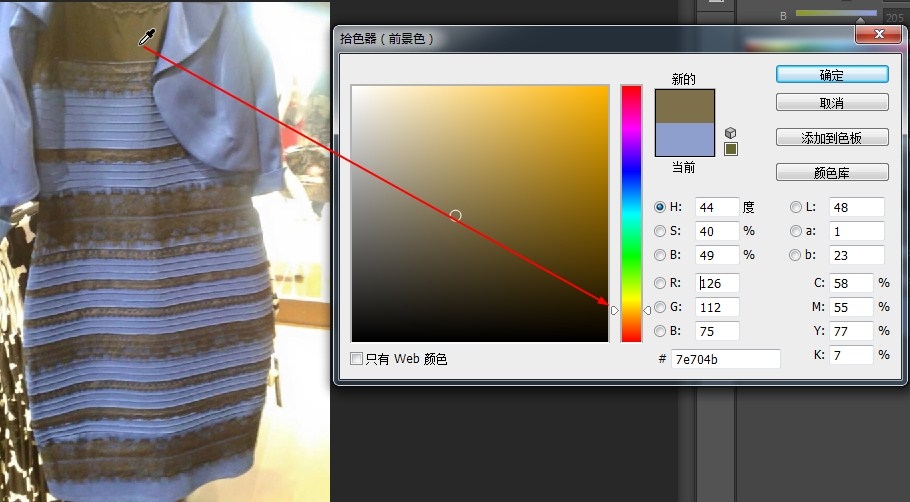 B
205
拾色器（前景色）
新的
当前
确定
取消
添加到色板
颜色库
H: 44 度
S: 40 %
B: 49 %
R: 126
G: 112
B: 75
L: 48
a: 1
b: 23
C: 58 %
M: 55 %
Y: 77 %
K: 7 %
# 7e704b
只有 Web 颜色